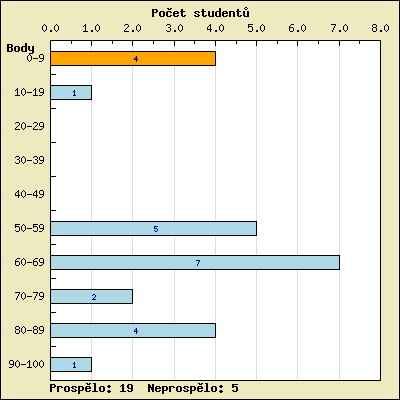 Počet studentů
0.0 1.0 2.0 3.0 4.0 5.0 6.0 7.0 8.0
Body
0-9 4
10-19 1
20-29
30-39
40-49
50-59 5
60-69 7
70-79 2
80-89 4
90-100 1
Prospělo: 19 Neprospělo: 5